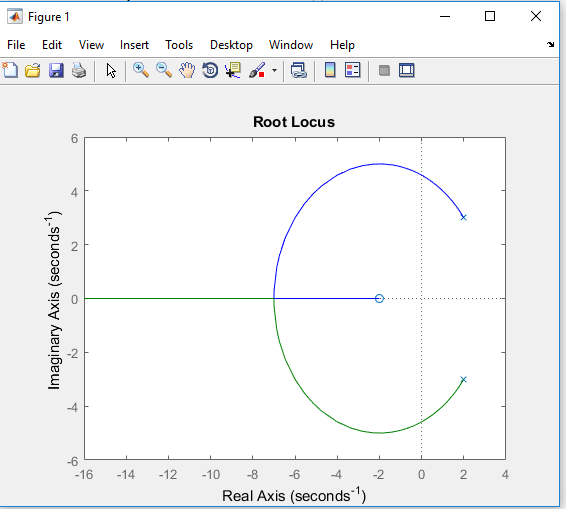 Figure 1
File Edit View Insert Tools Desktop Window Help
Root Locus
6
4
2
0
-2
-4
-6
Imaginary Axis (seconds⁻¹)
-16 -14 -12 -10 -8 -6 -4 -2 0 2 4
Real Axis (seconds⁻¹)